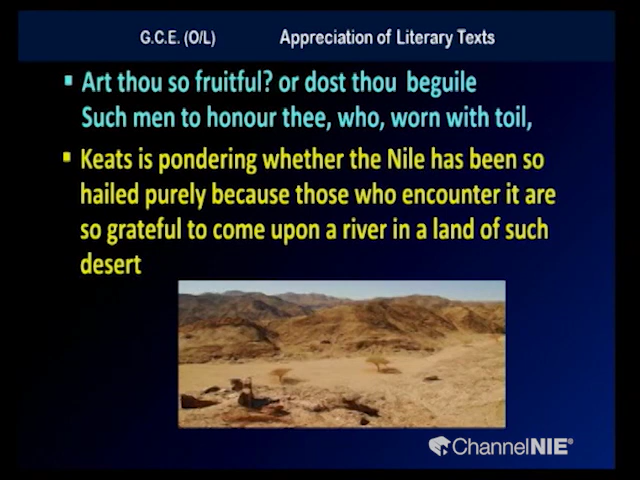 G.C.E. (O/L) Appreciation of Literary Texts
▪ Art thou so fruitful? or dost thou beguile
Such men to honour thee, who, worn with toil,
▪ Keats is pondering whether the Nile has been so
hailed purely because those who encounter it are
so grateful to come upon a river in a land of such
desert
ChannelNIE®